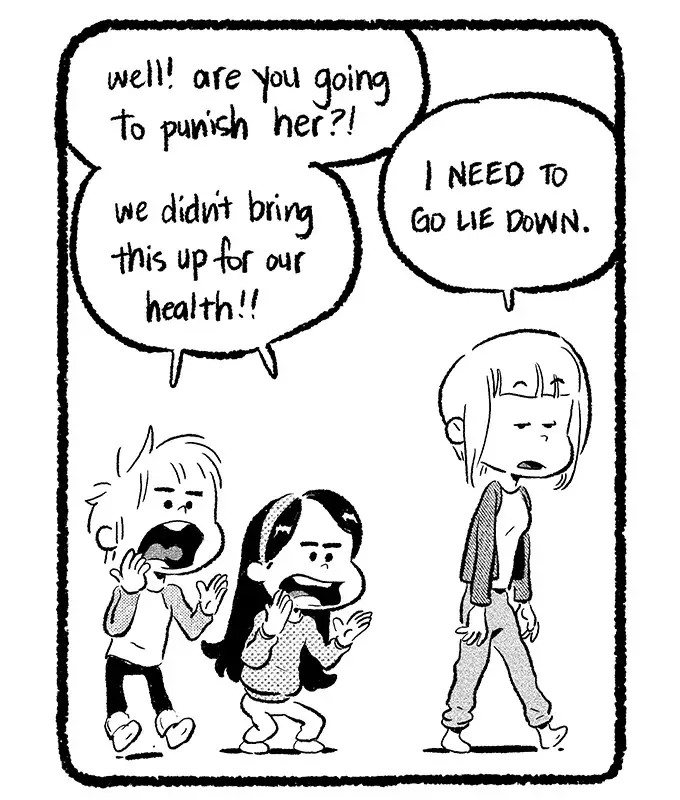 well! are you going
to punish her?!
we didn't bring
this up for our
health!!
I NEED TO
GO LIE DOWN.